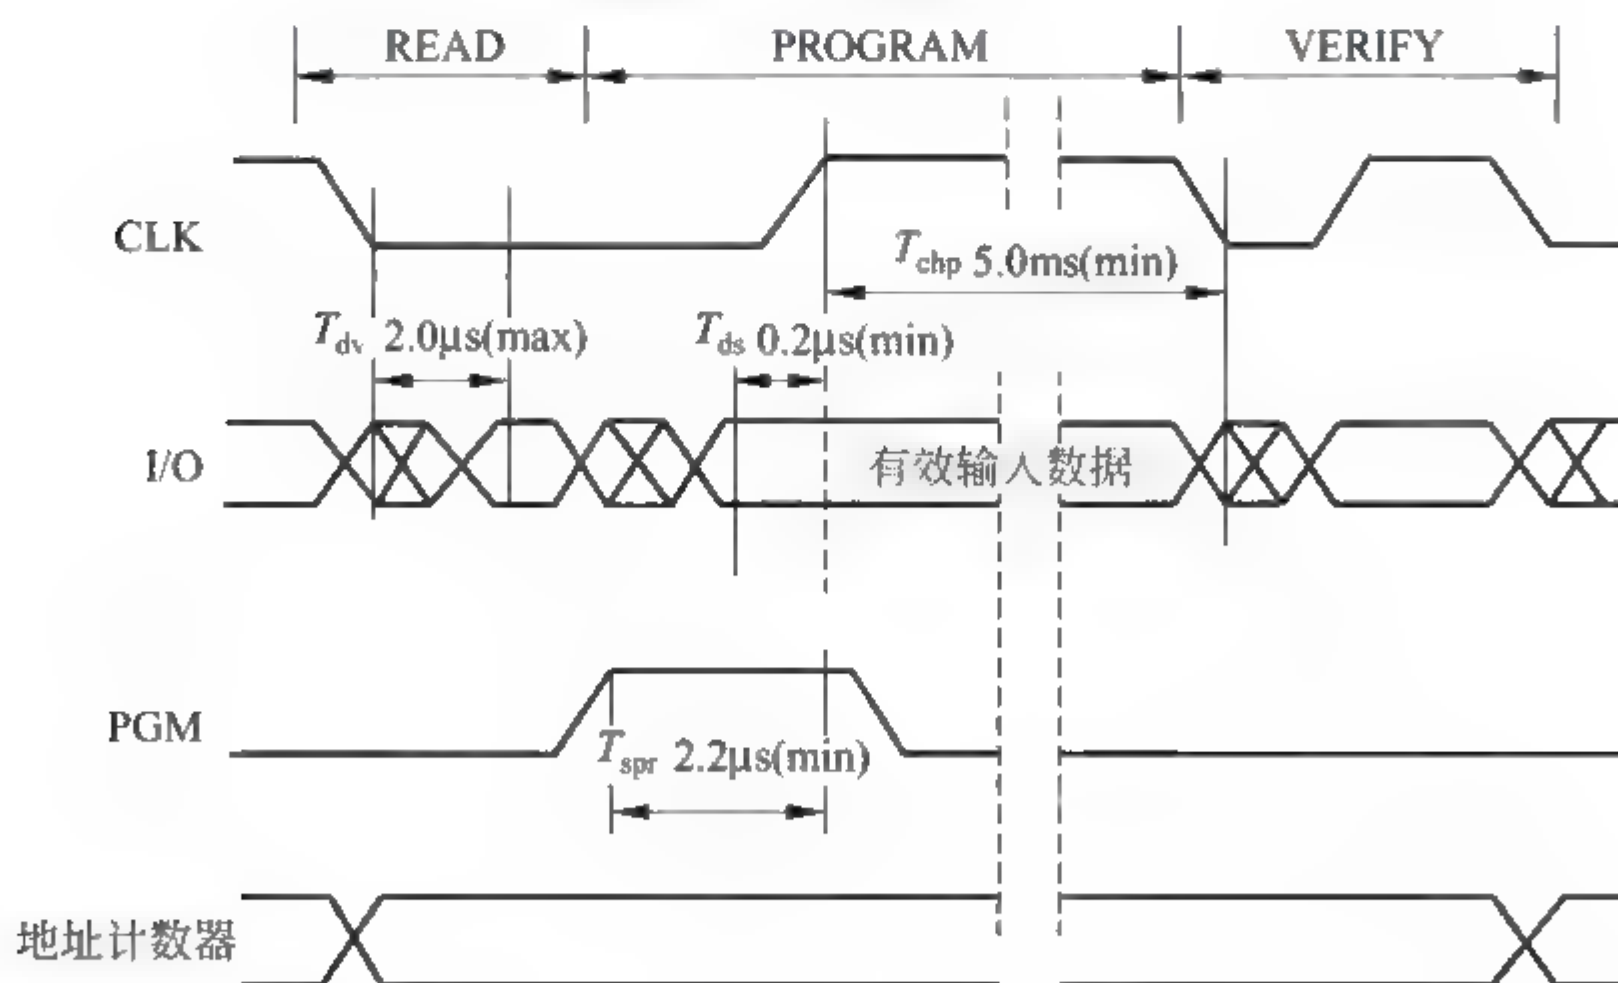 READ PROGRAM VERIFY
CLK
Tchp 5.0ms(min)
Tdv 2.0μs(max) Tds 0.2μs(min)
I/O
有效输入数据
PGM
Tspr 2.2μs(min)
地址计数器